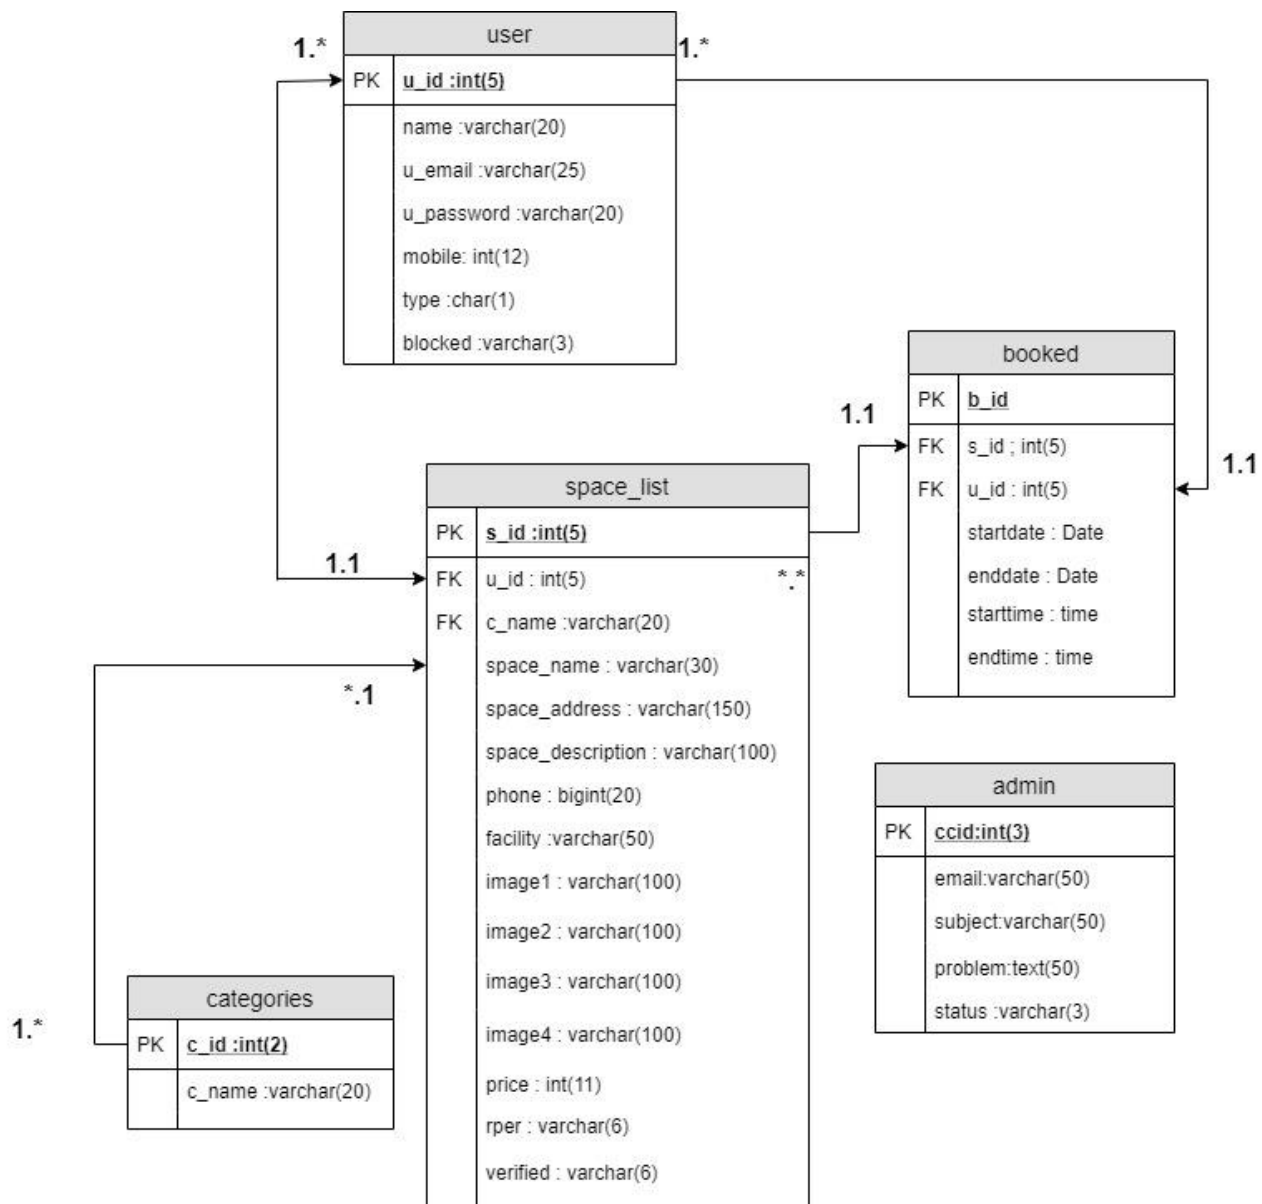 user
1.*
1.*
PK u_id :int(5)
name :varchar(20)
u_email :varchar(25)
u_password :varchar(20)
mobile: int(12)
type :char(1)
blocked :varchar(3)
booked
PK b_id
FK s_id ; int(5)
FK u_id : int(5)
startdate : Date
enddate : Date
starttime : time
endtime : time
1.1
1.1
space_list
PK s_id :int(5)
FK u_id : int(5)
*.*
FK c_name :varchar(20)
space_name : varchar(30)
space_address : varchar(150)
space_description : varchar(100)
phone : bigint(20)
facility :varchar(50)
image1 : varchar(100)
image2 : varchar(100)
image3 : varchar(100)
image4 : varchar(100)
price : int(11)
rper : varchar(6)
verified : varchar(6)
1.1
*.1
admin
PK ccid:int(3)
email:varchar(50)
subject:varchar(50)
problem:text(50)
status :varchar(3)
categories
1.*
PK c_id :int(2)
c_name :varchar(20)